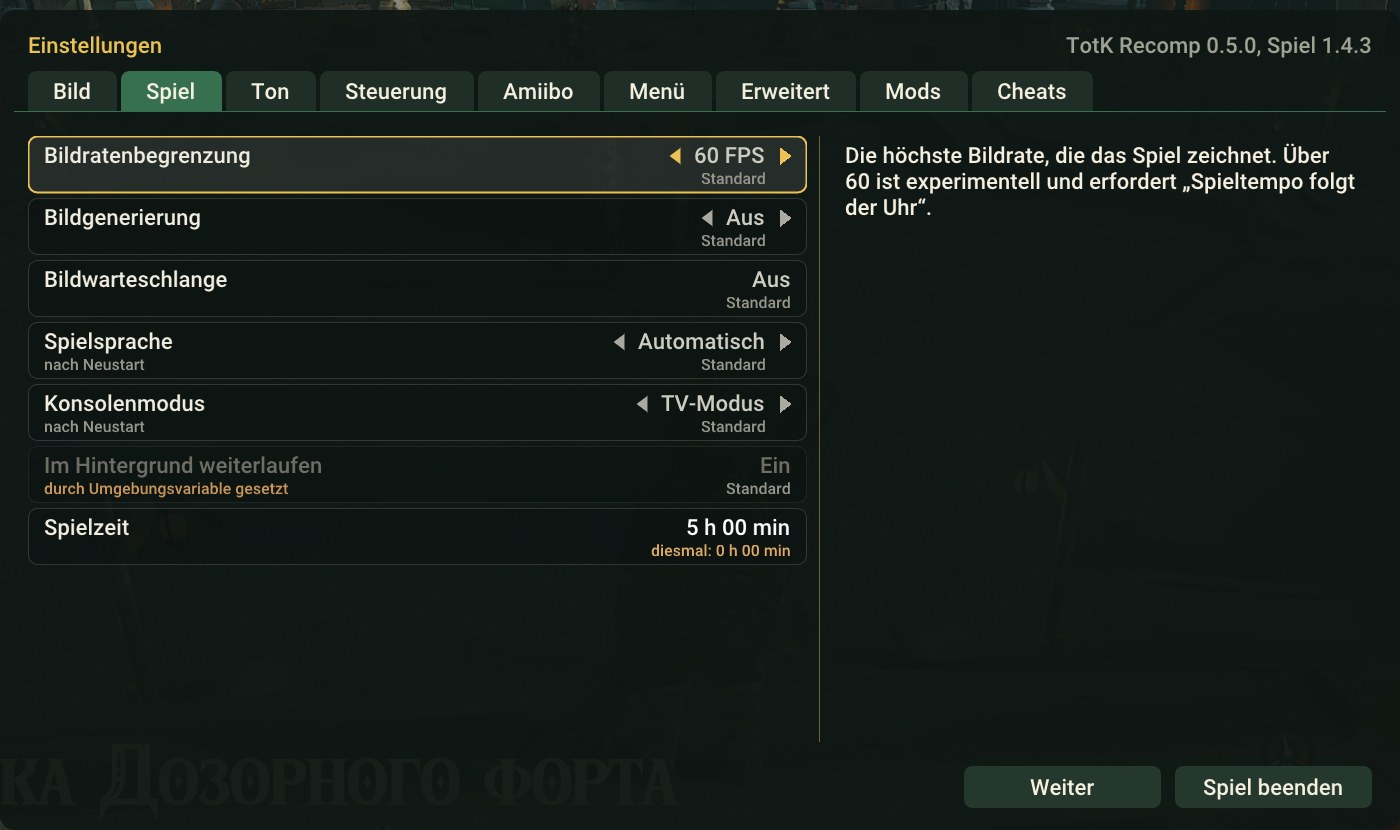 Einstellungen
TotK Recomp 0.5.0, Spiel 1.4.3
Bild
Spiel
Ton
Steuerung
Amiibo
Menü
Erweitert
Mods
Cheats
Bildratenbegrenzung
60 FPS
Standard
Bildgenerierung
Aus
Standard
Bildwarteschlange
Aus
Standard
Spielsprache
nach Neustart
Automatisch
Standard
Konsolenmodus
nach Neustart
TV-Modus
Standard
Im Hintergrund weiterlaufen
durch Umgebungsvariable gesetzt
Ein
Standard
Spielzeit
5 h 00 min
diesmal: 0 h 00 min
Die höchste Bildrate, die das Spiel zeichnet. Über
60 ist experimentell und erfordert „Spieltempo folgt
der Uhr“.
ка Дозорного форта
Weiter
Spiel beenden